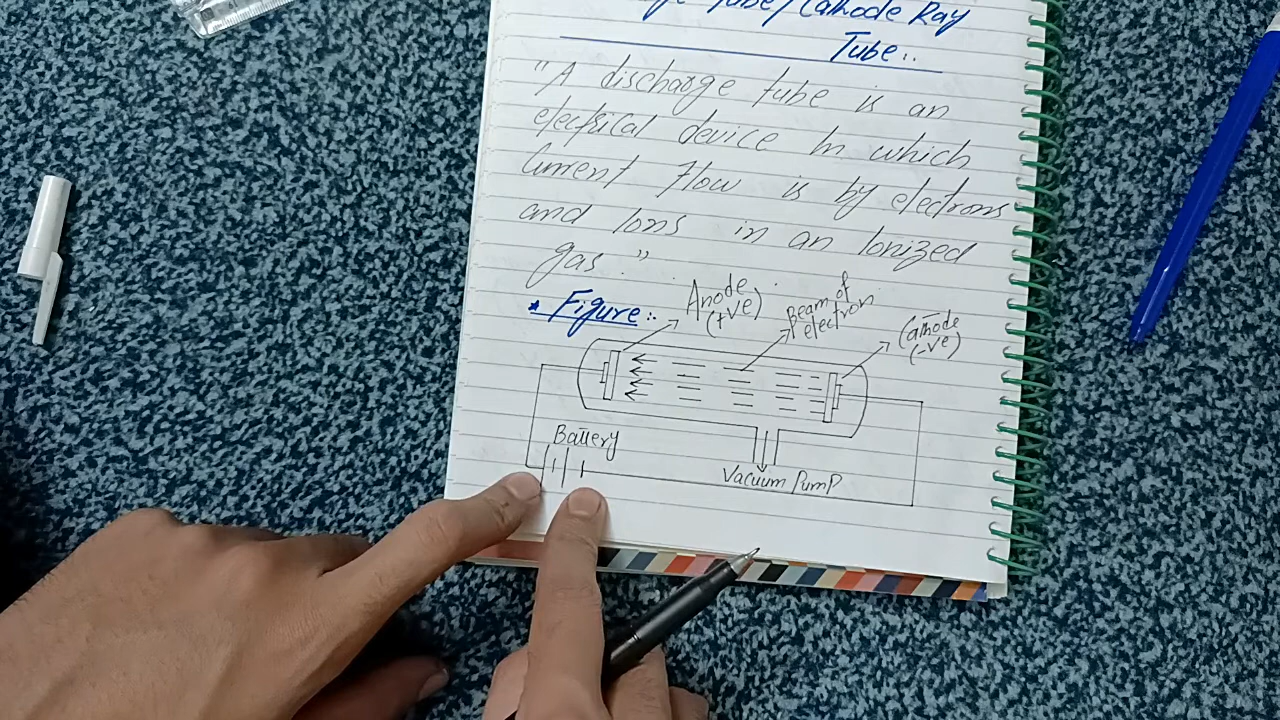 Tube/Cathode Ray
Tube:.
"A discharge tube is an
electrical device In which
Current Flow is by electrons
and Ions in an Ionized
gas."
* Figure:.
Anode
(+ve)
Beam of
electron
Cathode
(-ve)
Battery
Vacuum Pump